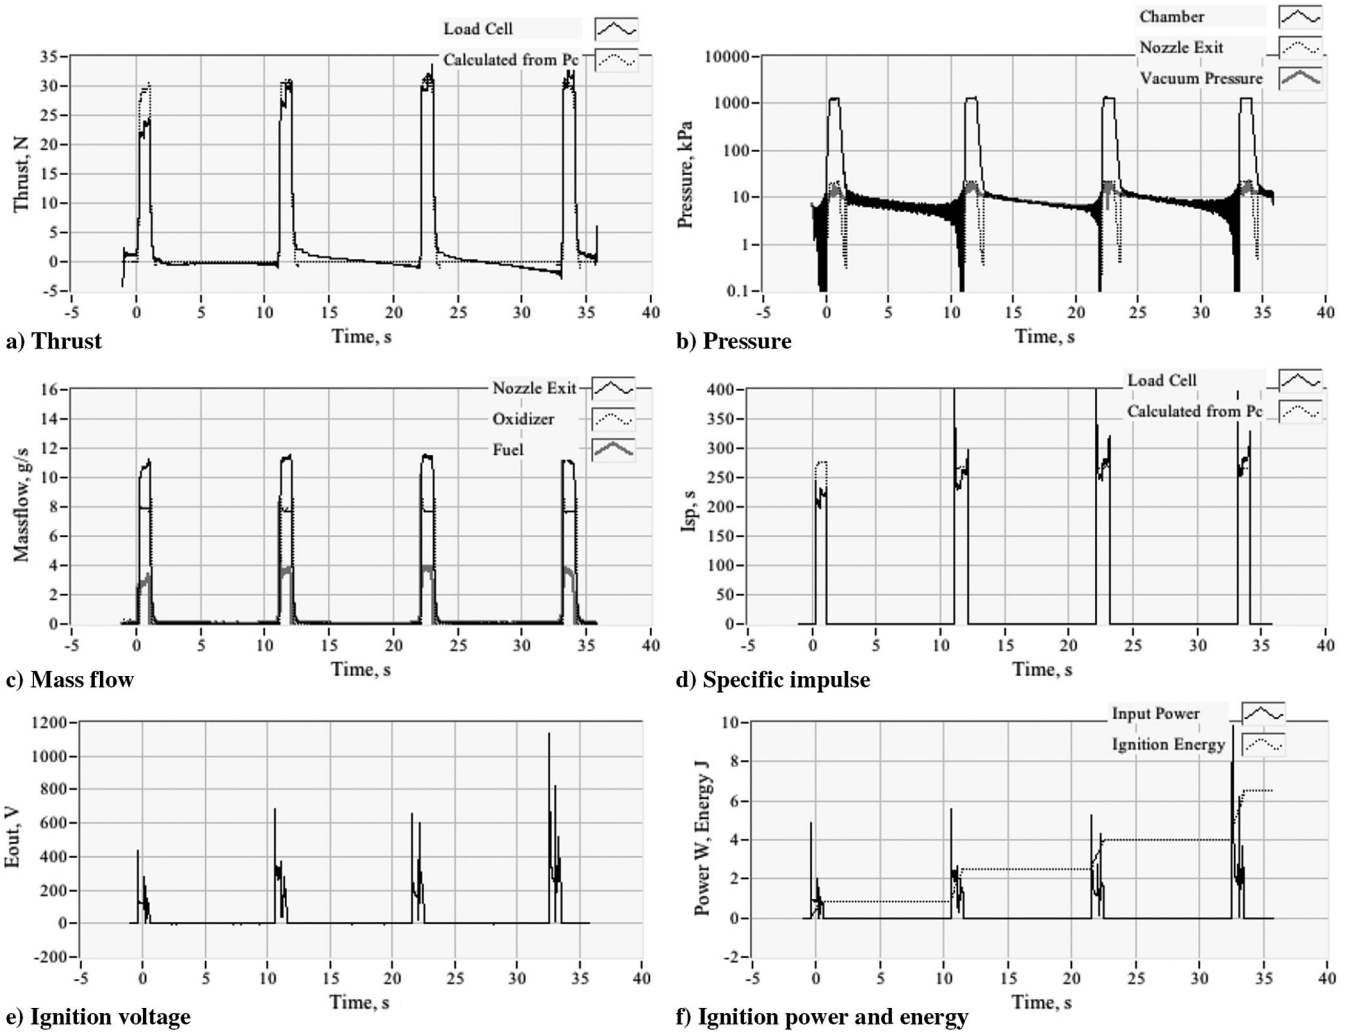 Load Cell
Calculated from Pc
35
30
25
20
15
10
5
0
-5
Thrust, N
-5 0 5 10 15 20 25 30 35 40
Time, s
a) Thrust
Chamber
Nozzle Exit
Vacuum Pressure
10000
1000
100
10
1
0.1
Pressure, kPa
-5 0 5 10 15 20 25 30 35 40
Time, s
b) Pressure
Nozzle Exit
Oxidizer
Fuel
16
14
12
10
8
6
4
2
0
Massflow, g/s
-5 0 5 10 15 20 25 30 35 40
Time, s
c) Mass flow
Load Cell
Calculated from Pc
400
350
300
250
200
150
100
50
0
Isp, s
-5 0 5 10 15 20 25 30 35 40
Time, s
d) Specific impulse
1200
1000
800
600
400
200
0
-200
Eout, V
-5 0 5 10 15 20 25 30 35 40
Time, s
e) Ignition voltage
Input Power
Ignition Energy
10
8
6
4
2
0
-2
Power W, Energy J
-5 0 5 10 15 20 25 30 35 40
Time, s
f) Ignition power and energy